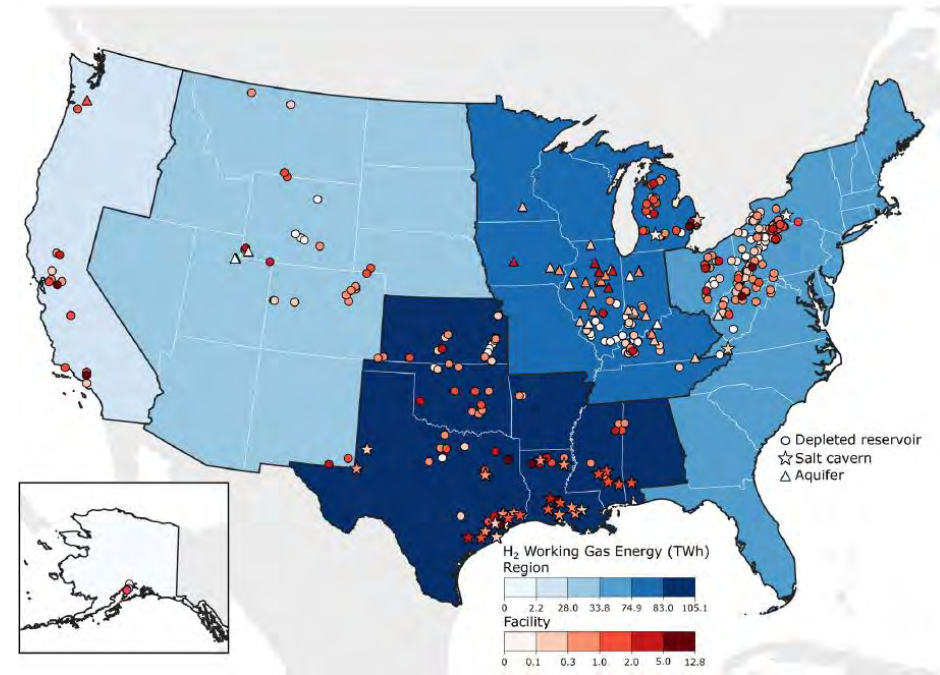 Depleted reservoir
Salt cavern
Aquifer
H₂ Working Gas Energy (TWh)
Region
0 2.2 28.0 33.8 74.9 83.0 105.1
Facility
0 0.1 0.3 1.0 2.0 5.0 12.8